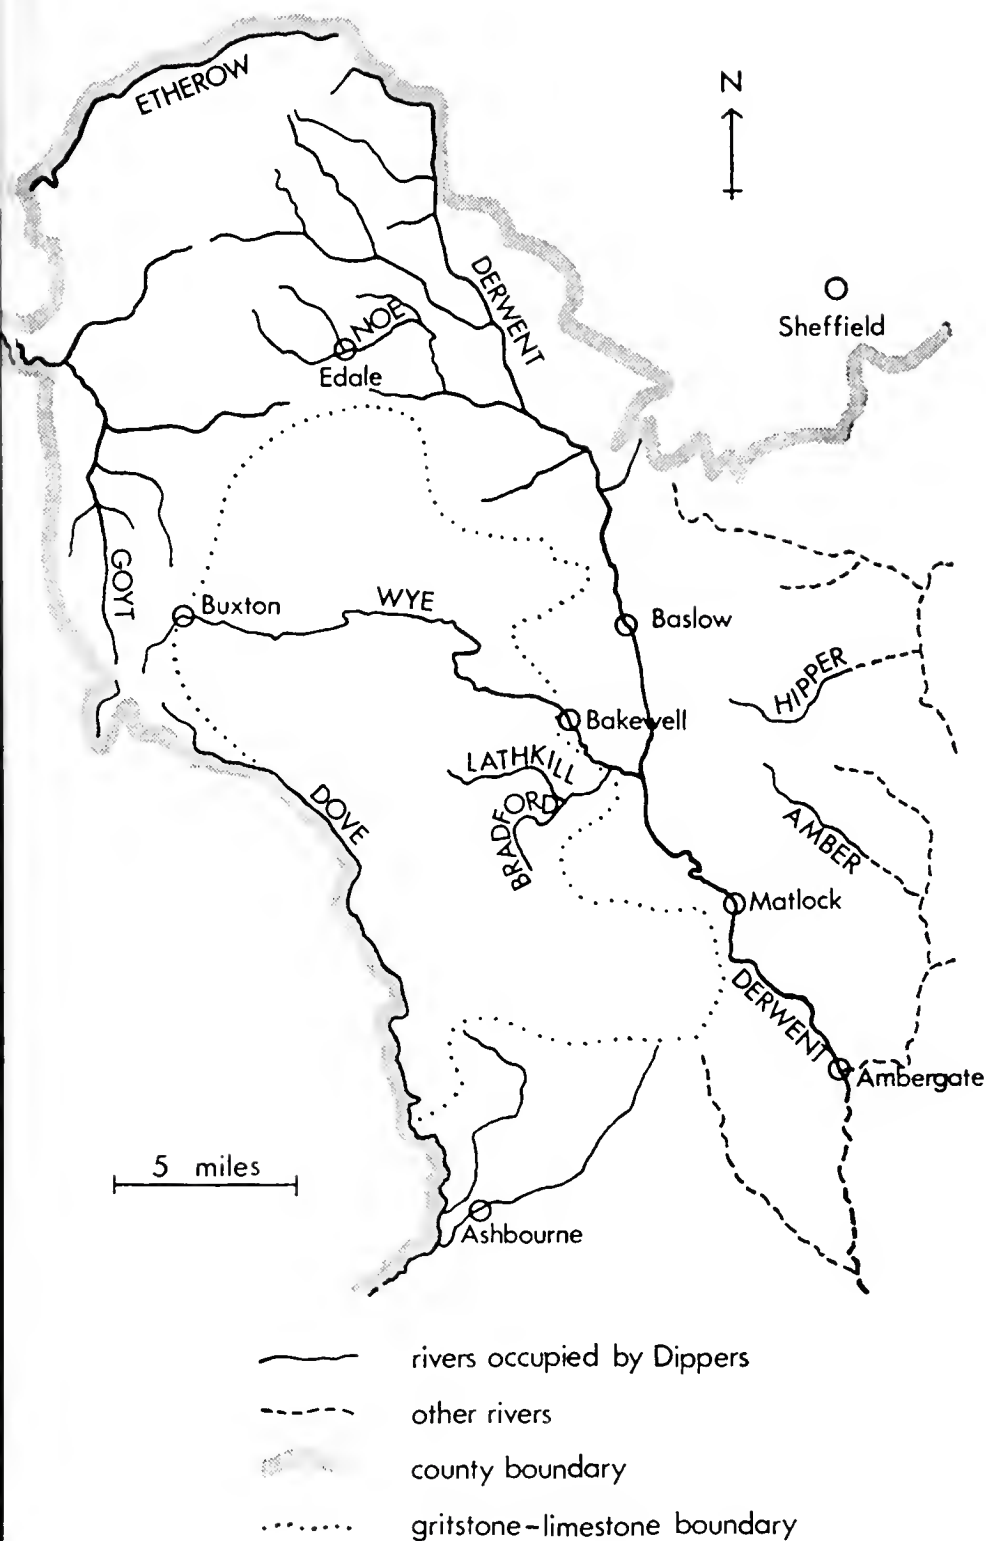 ETHEROW
N
DERWENT
Sheffield
NOE
Edale
GOYT
Buxton
WYE
Baslow
HIPPER
Bakewell
LATHKILL
BRADFORD
DOVE
AMBER
Matlock
DERWENT
Ambergate
5 miles
Ashbourne
rivers occupied by Dippers
other rivers
county boundary
gritstone-limestone boundary